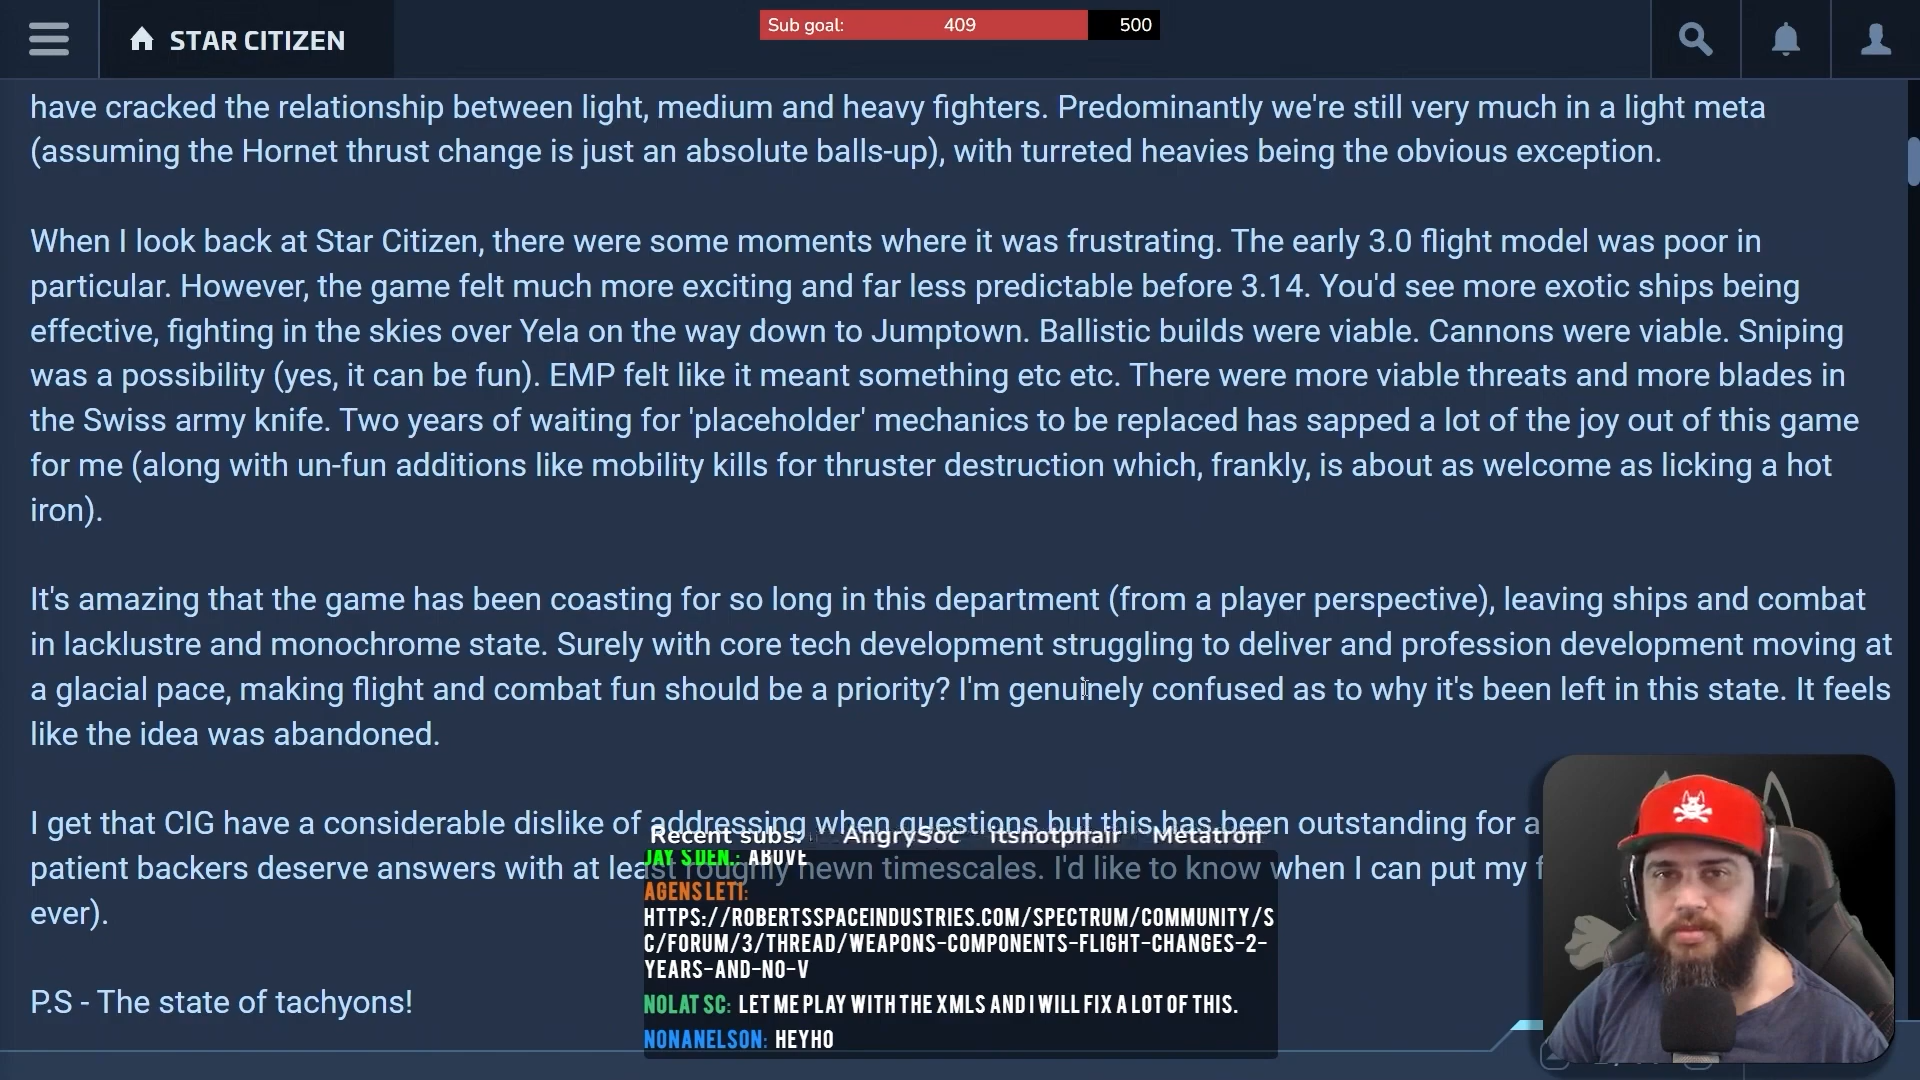 STAR CITIZEN
Sub goal: 409 500
have cracked the relationship between light, medium and heavy fighters. Predominantly we're still very much in a light meta
(assuming the Hornet thrust change is just an absolute balls-up), with turreted heavies being the obvious exception.
When I look back at Star Citizen, there were some moments where it was frustrating. The early 3.0 flight model was poor in
particular. However, the game felt much more exciting and far less predictable before 3.14. You'd see more exotic ships being
effective, fighting in the skies over Yela on the way down to Jumptown. Ballistic builds were viable. Cannons were viable. Sniping
was a possibility (yes, it can be fun). EMP felt like it meant something etc etc. There were more viable threats and more blades in
the Swiss army knife. Two years of waiting for 'placeholder' mechanics to be replaced has sapped a lot of the joy out of this game
for me (along with un-fun additions like mobility kills for thruster destruction which, frankly, is about as welcome as licking a hot
iron).
It's amazing that the game has been coasting for so long in this department (from a player perspective), leaving ships and combat
in lacklustre and monochrome state. Surely with core tech development struggling to deliver and profession development moving at
a glacial pace, making flight and combat fun should be a priority? I'm genuinely confused as to why it's been left in this state. It feels
like the idea was abandoned.
I get that CIG have a considerable dislike of addressing when questions but this has been outstanding for a
patient backers deserve answers with at least roughly hewn timescales. I'd like to know when I can put my
ever).
P.S - The state of tachyons!
Recent subs: AngrySoc itsnotphair Metatron
JAY S'DEN.: ABOVE
AGENS LETI:
HTTPS://ROBERTSSPACEINDUSTRIES.COM/SPECTRUM/COMMUNITY/S
C/FORUM/3/THREAD/WEAPONS-COMPONENTS-FLIGHT-CHANGES-2-
YEARS-AND-NO-V
NOLAT SC: LET ME PLAY WITH THE XMLS AND I WILL FIX A LOT OF THIS.
NONANELSON: HEYHO